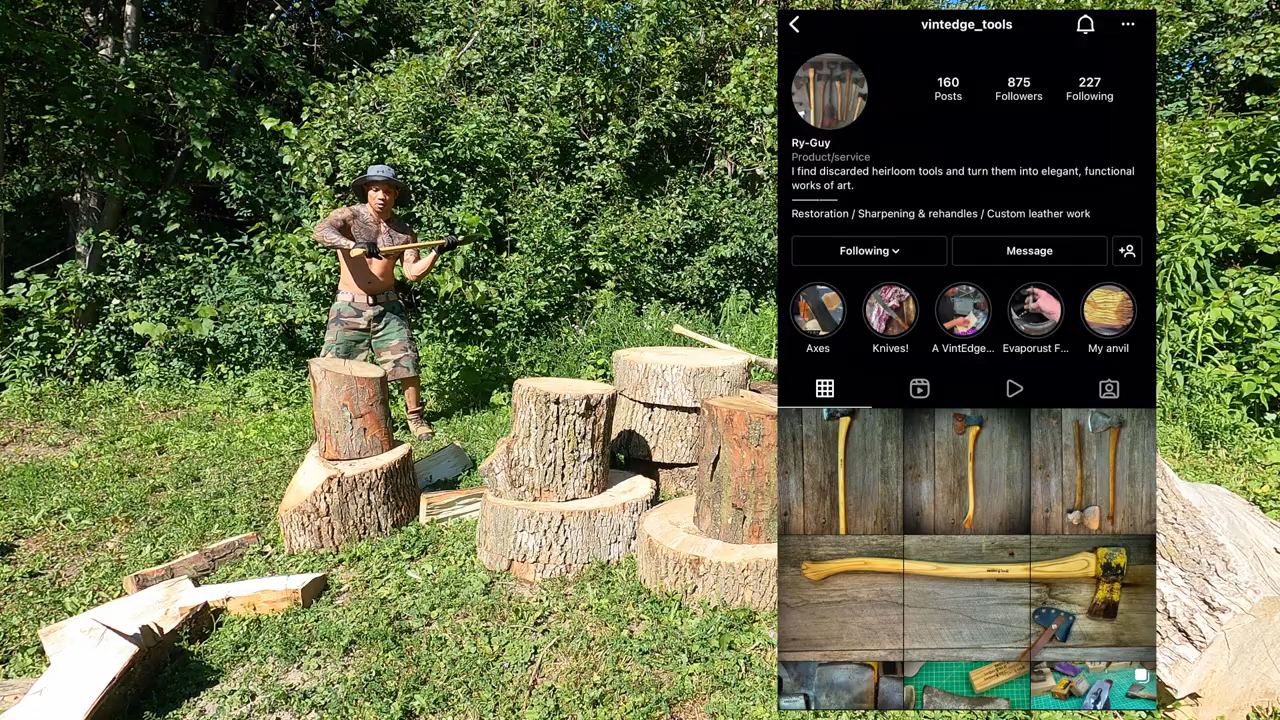 vintedge_tools
160
875
227
Posts
Followers
Following
Ry-Guy
Product/service
I find discarded heirloom tools and turn them into elegant, functional
works of art.
Restoration / Sharpening & rehandles / Custom leather work
Following
Message
Axes
Knives!
A VintEdge...
Evaporust F...
My anvil